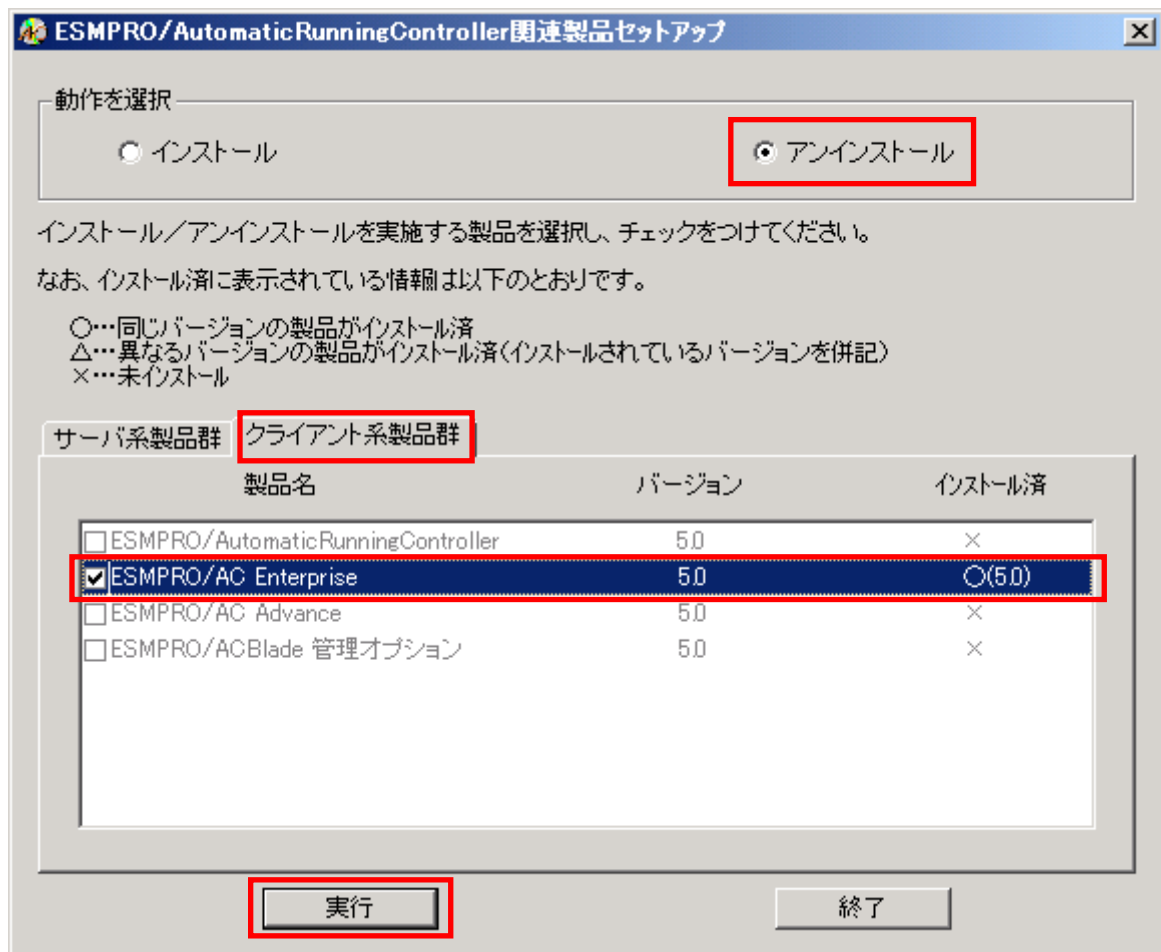 ESMPRO/AutomaticRunningController関連製品セットアップ
動作を選択
インストール
アンインストール
インストール／アンインストールを実施する製品を選択し、チェックをつけてください。
なお、インストール済に表示されている情報は以下のとおりです。
○…同じバージョンの製品がインストール済
△…異なるバージョンの製品がインストール済(インストールされているバージョンを併記)
×…未インストール
サーバ系製品群 クライアント系製品群
製品名 バージョン インストール済
ESMPRO/AutomaticRunningController 5.0 ×
ESMPRO/AC Enterprise 5.0 ○(5.0)
ESMPRO/AC Advance 5.0 ×
ESMPRO/ACBlade 管理オプション 5.0 ×
実行 終了